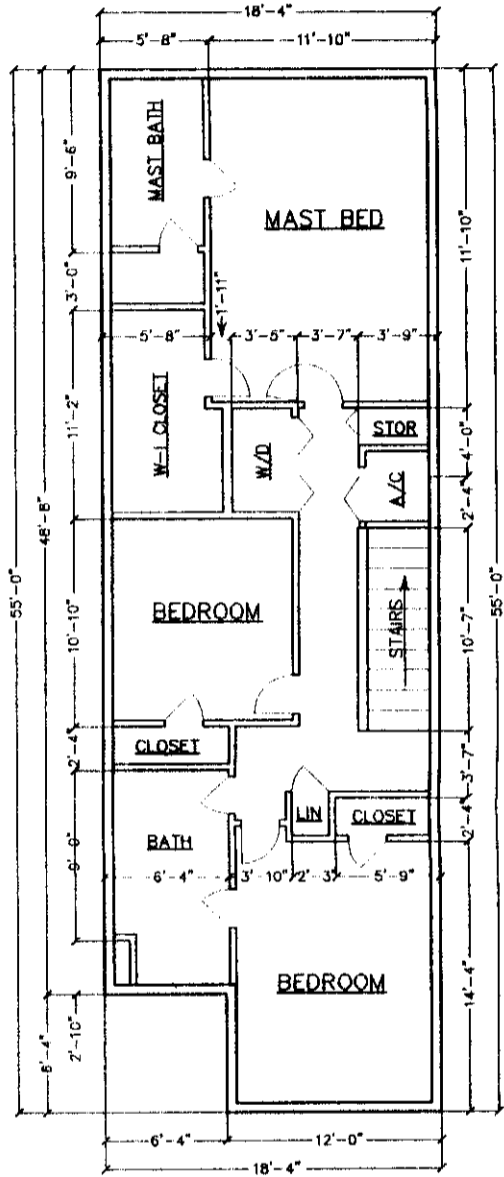 18'-4"
5'-8" 11'-10"
MAST BATH
MAST BED
9'-6"
3'-0"
11'-10"
1'-11"
5'-8" 3'-5" 3'-7" 3'-9"
W-I CLOSET
11'-2"
W/D
STOR
4'-0"
A/C
2'-4"
55'-0"
48'-8"
55'-0"
BEDROOM
10'-10"
STAIRS
10'-7"
CLOSET
2'-4"
3'-7"
LIN
CLOSET
2'-4"
BATH
9'-9"
6'-4" 3'-10" 2'-3 5'-9"
BEDROOM
14'-4"
2'-10"
6'-4"
6'-4" 12'-0"
18'-4"